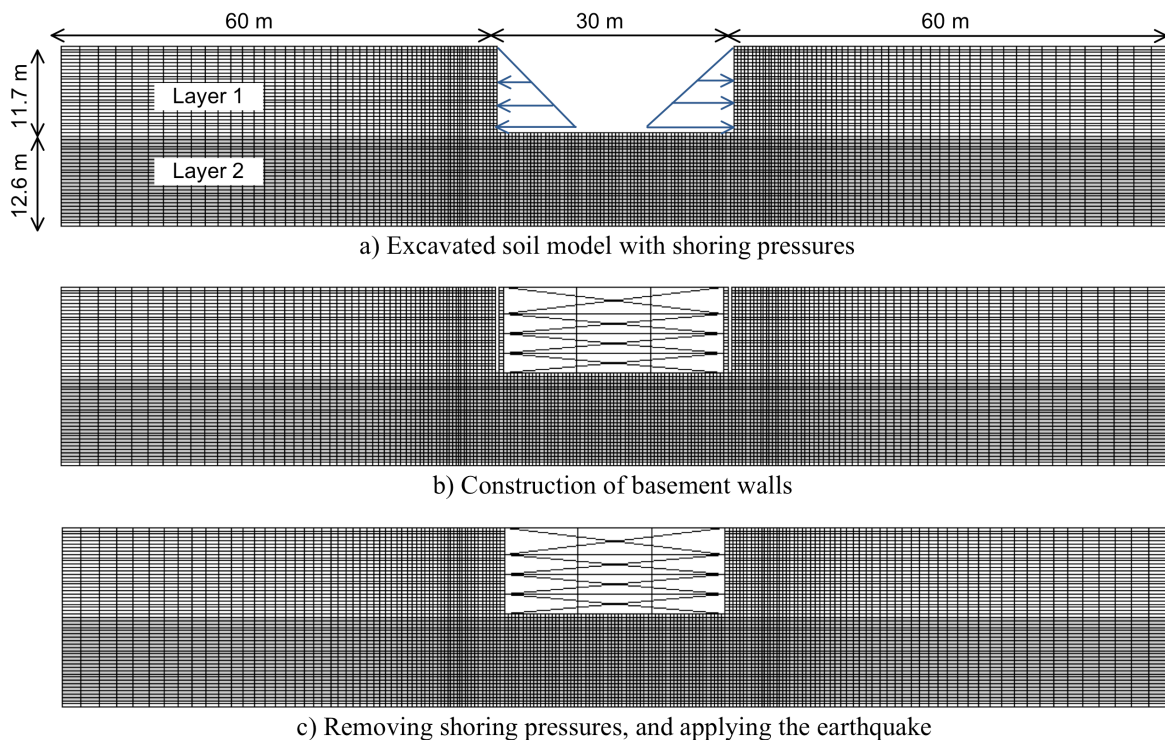 60 m
30 m
60 m
11.7 m
Layer 1
12.6 m
Layer 2
a) Excavated soil model with shoring pressures
b) Construction of basement walls
c) Removing shoring pressures, and applying the earthquake